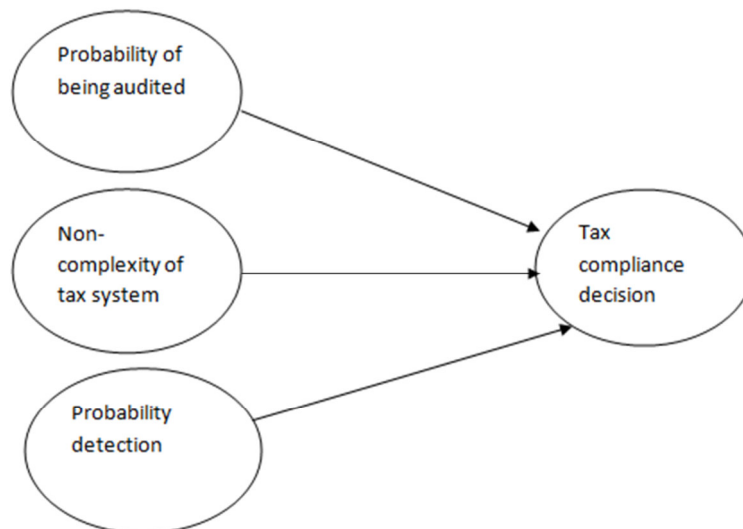 Probability of
being audited
Non-
complexity of
tax system
Tax
compliance
decision
Probability
detection